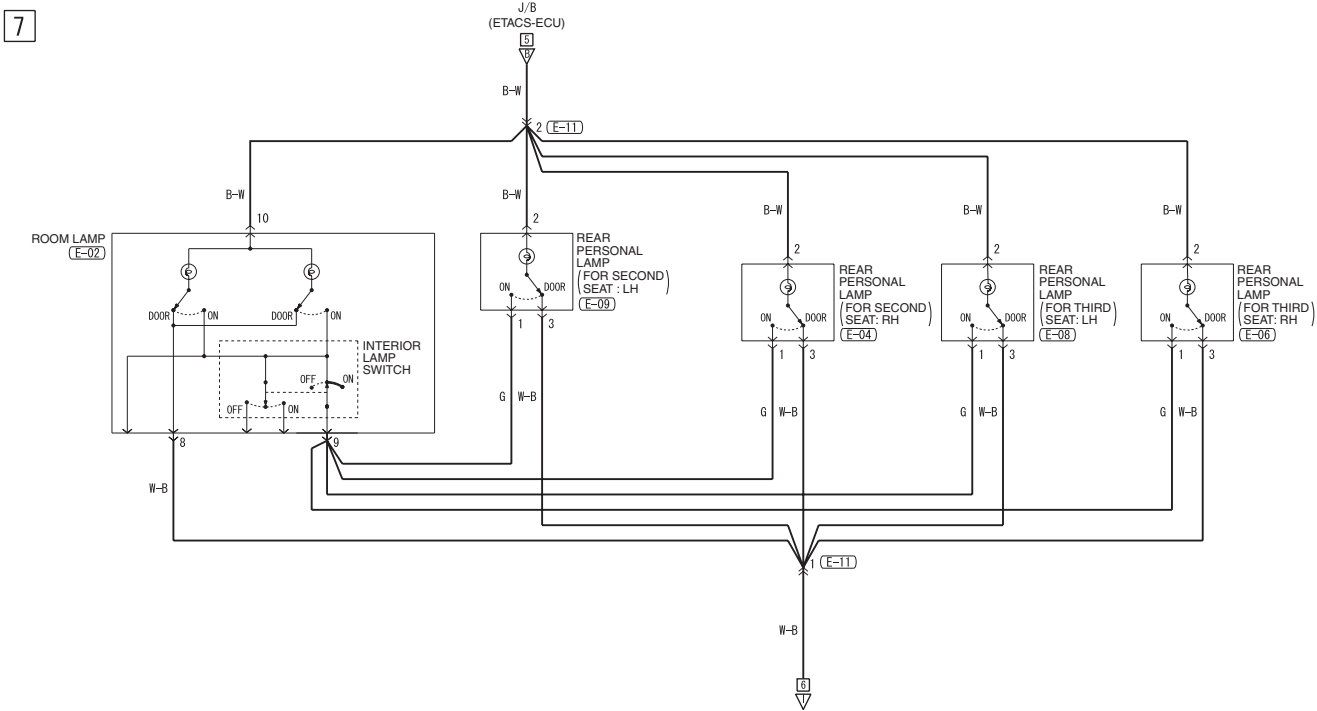 7
J/B
(ETACS-ECU)
5
B
B-W
2 (E-11)
B-W
B-W
B-W
B-W
B-W
10
2
2
2
2
ROOM LAMP
E-02
DOOR
ON
DOOR
ON
INTERIOR
LAMP
SWITCH
OFF
ON
OFF
ON
8
9
REAR
PERSONAL
LAMP
(FOR SECOND
SEAT : LH)
E-09
ON
DOOR
1
3
REAR
PERSONAL
LAMP
(FOR SECOND
SEAT: RH)
E-04
ON
DOOR
1
3
REAR
PERSONAL
LAMP
(FOR THIRD
SEAT: LH)
E-08
ON
DOOR
1
3
REAR
PERSONAL
LAMP
(FOR THIRD
SEAT: RH)
E-06
ON
DOOR
1
3
G W-B
G W-B
G W-B
G W-B
W-B
1 (E-11)
W-B
6
I